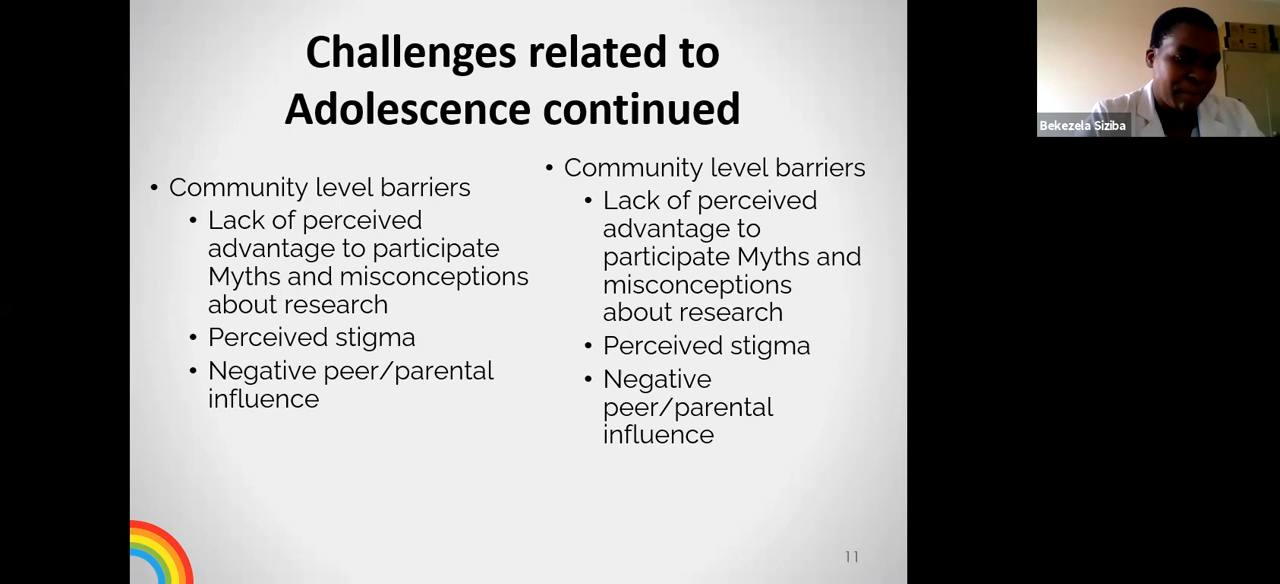 Challenges related to
Adolescence continued
• Community level barriers
• Lack of perceived
advantage to participate
Myths and misconceptions
about research
• Perceived stigma
• Negative peer/parental
influence
• Community level barriers
• Lack of perceived
advantage to
participate Myths and
misconceptions
about research
• Perceived stigma
• Negative
peer/parental
influence
11
Bekezela Siziba